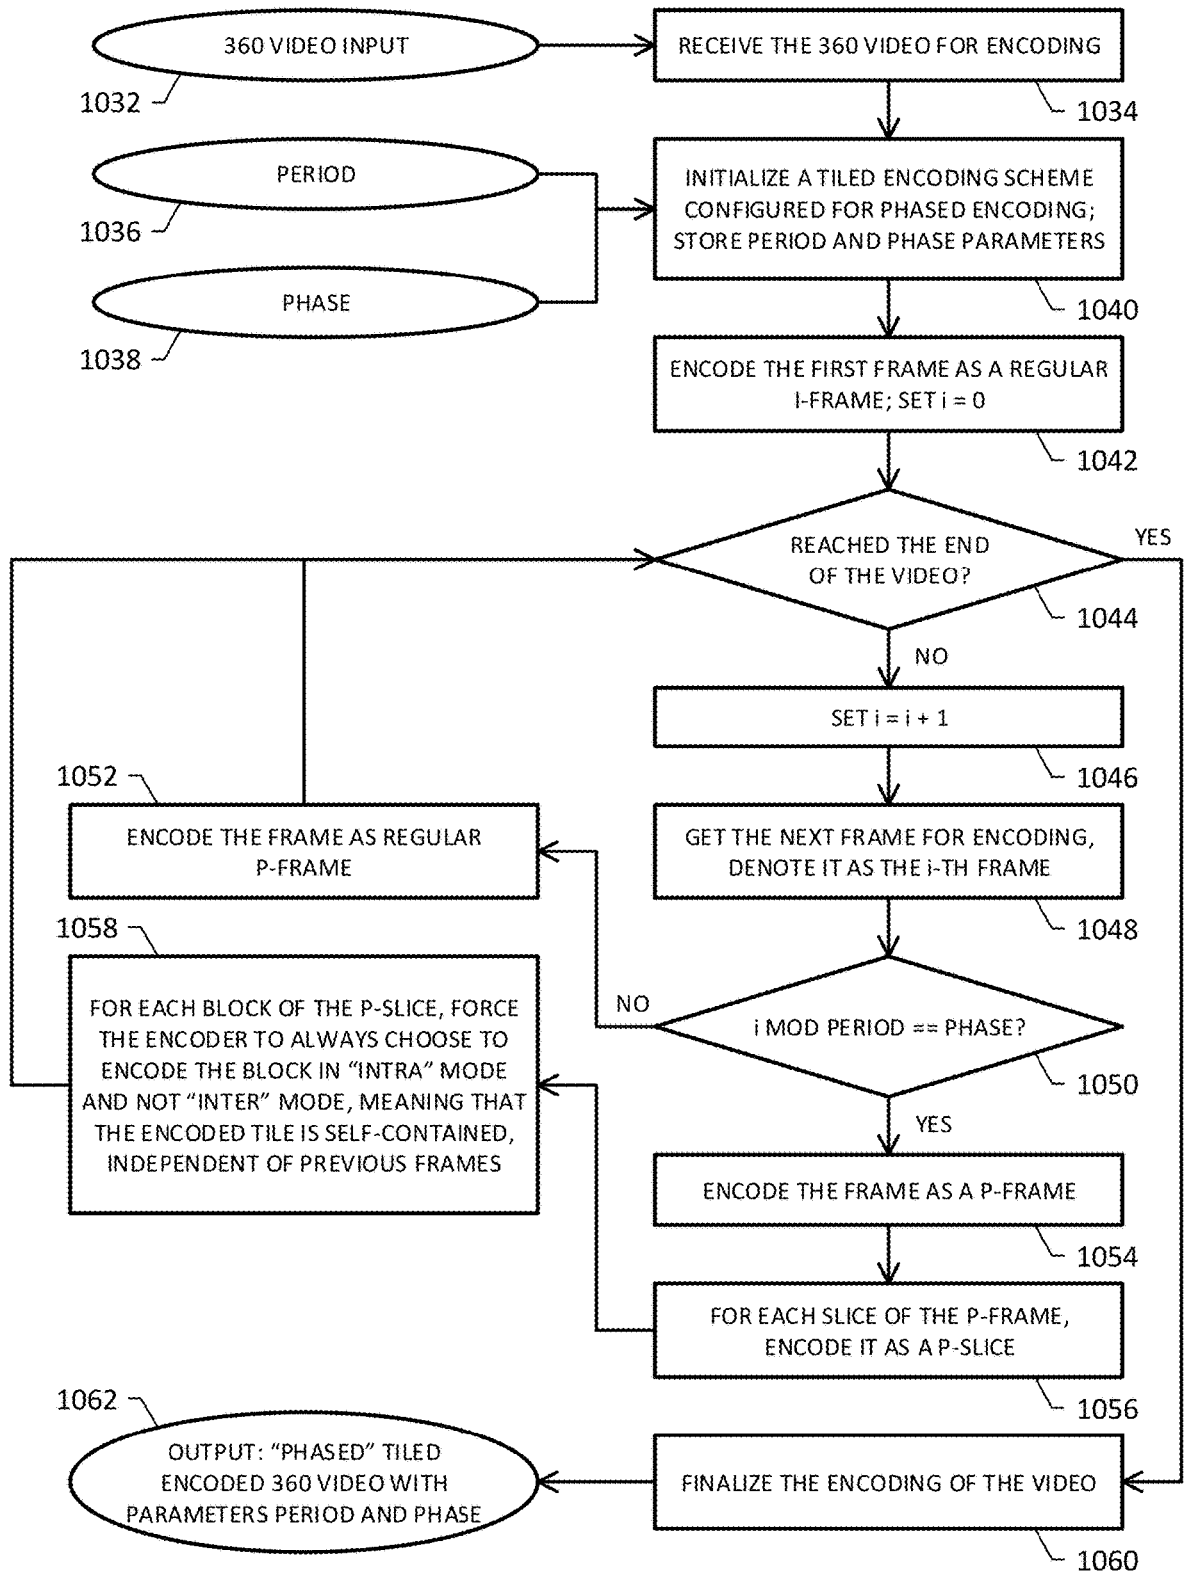 360 VIDEO INPUT
1032
RECEIVE THE 360 VIDEO FOR ENCODING
1034
PERIOD
1036
PHASE
1038
INITIALIZE A TILED ENCODING SCHEME
CONFIGURED FOR PHASED ENCODING;
STORE PERIOD AND PHASE PARAMETERS
1040
ENCODE THE FIRST FRAME AS A REGULAR
I-FRAME; SET i = 0
1042
REACHED THE END
OF THE VIDEO?
YES
1044
NO
SET i = i + 1
1046
1052
ENCODE THE FRAME AS REGULAR
P-FRAME
GET THE NEXT FRAME FOR ENCODING,
DENOTE IT AS THE i-TH FRAME
1048
1058
FOR EACH BLOCK OF THE P-SLICE, FORCE
THE ENCODER TO ALWAYS CHOOSE TO
ENCODE THE BLOCK IN “INTRA” MODE
AND NOT “INTER” MODE, MEANING THAT
THE ENCODED TILE IS SELF-CONTAINED,
INDEPENDENT OF PREVIOUS FRAMES
NO
i MOD PERIOD == PHASE?
1050
YES
ENCODE THE FRAME AS A P-FRAME
1054
FOR EACH SLICE OF THE P-FRAME,
ENCODE IT AS A P-SLICE
1056
1062
OUTPUT: “PHASED” TILED
ENCODED 360 VIDEO WITH
PARAMETERS PERIOD AND PHASE
FINALIZE THE ENCODING OF THE VIDEO
1060